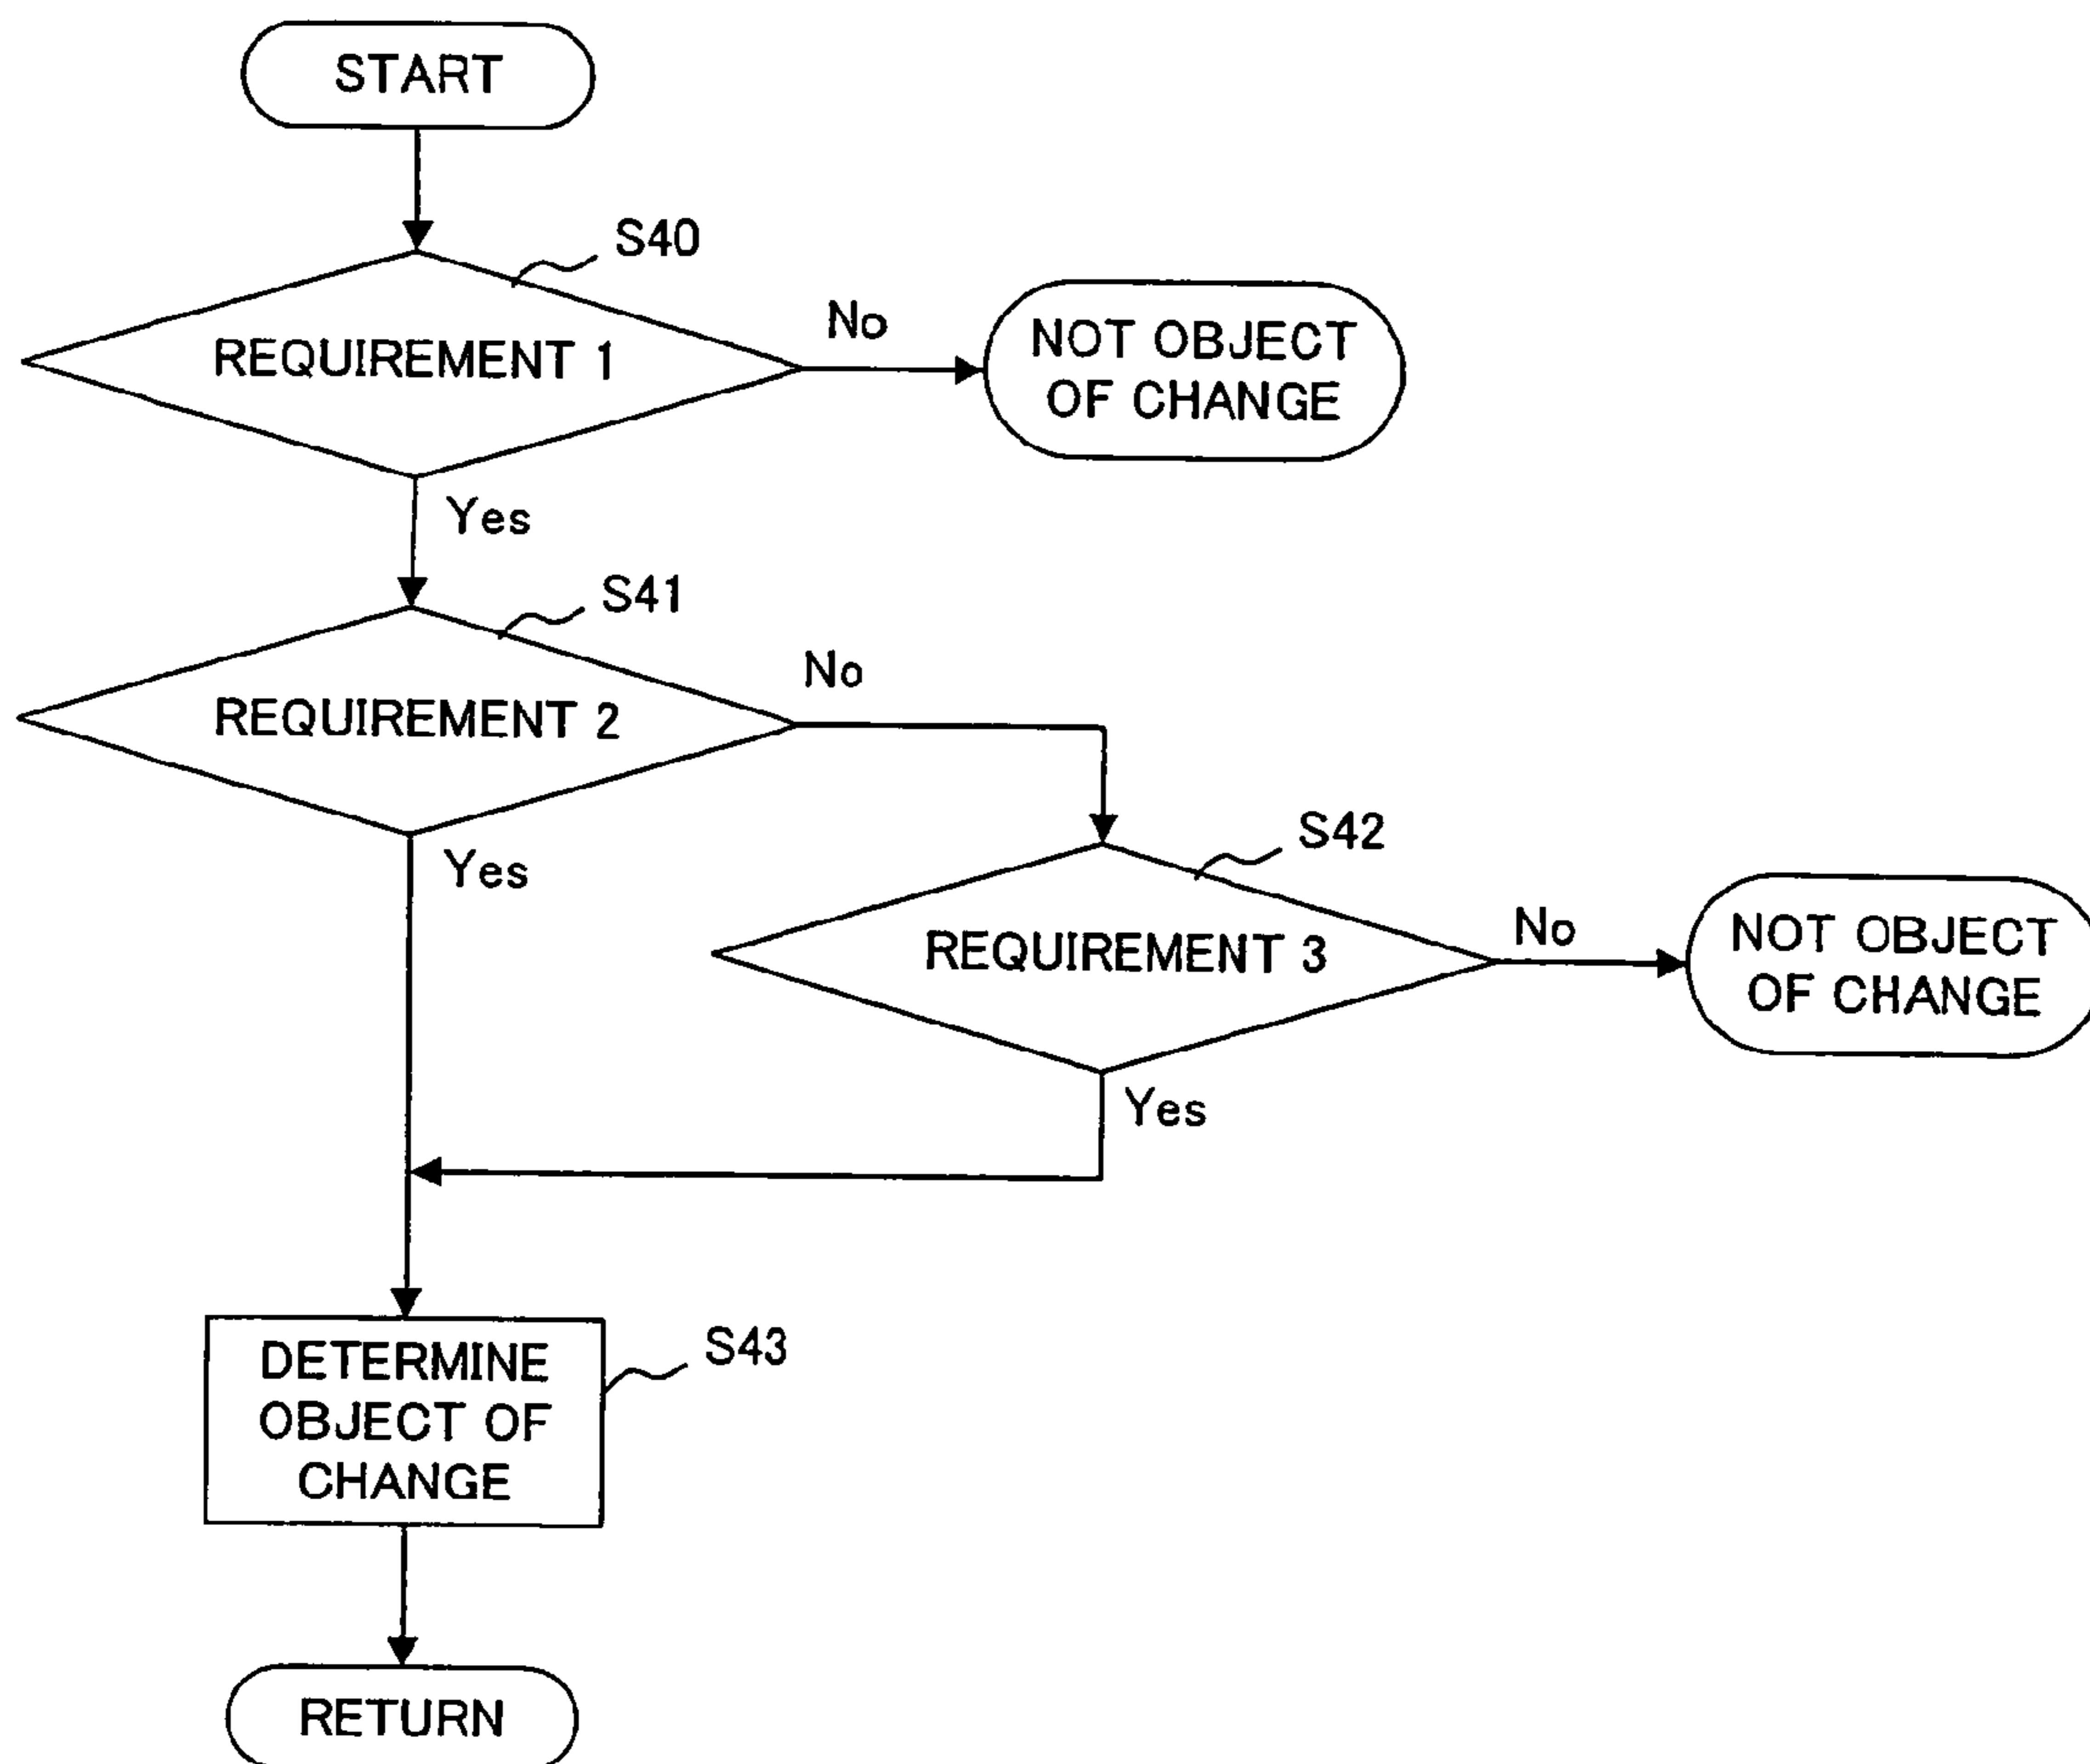 START
S40
REQUIREMENT 1
No
NOT OBJECT
OF CHANGE
Yes
S41
REQUIREMENT 2
No
Yes
S42
REQUIREMENT 3
No
NOT OBJECT
OF CHANGE
Yes
DETERMINE
OBJECT OF
CHANGE
S43
RETURN